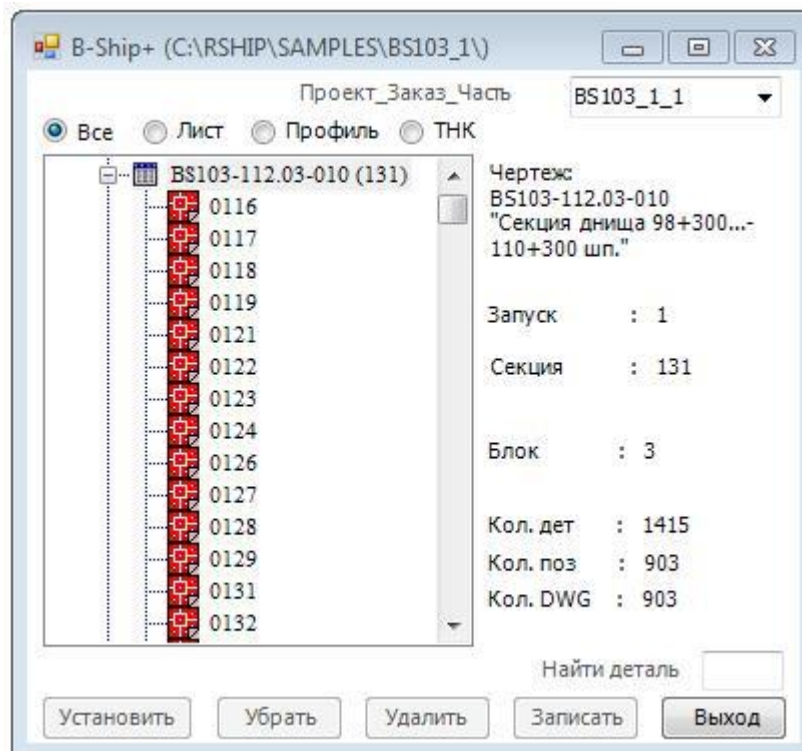 B-Ship+ (C:\RSHIP\SAMPLES\BS103_1\)
Проект_Заказ_Часть BS103_1_1
Все Лист Профиль ТНК
BS103-112.03-010 (131)
0116
0117
0118
0119
0121
0122
0123
0124
0126
0127
0128
0129
0131
0132
Чертеж:
BS103-112.03-010
"Секция днища 98+300...-
110+300 шп."
Запуск : 1
Секция : 131
Блок : 3
Кол. дет : 1415
Кол. поз : 903
Кол. DWG : 903
Найти деталь
Установить Убрать Удалить Записать Выход